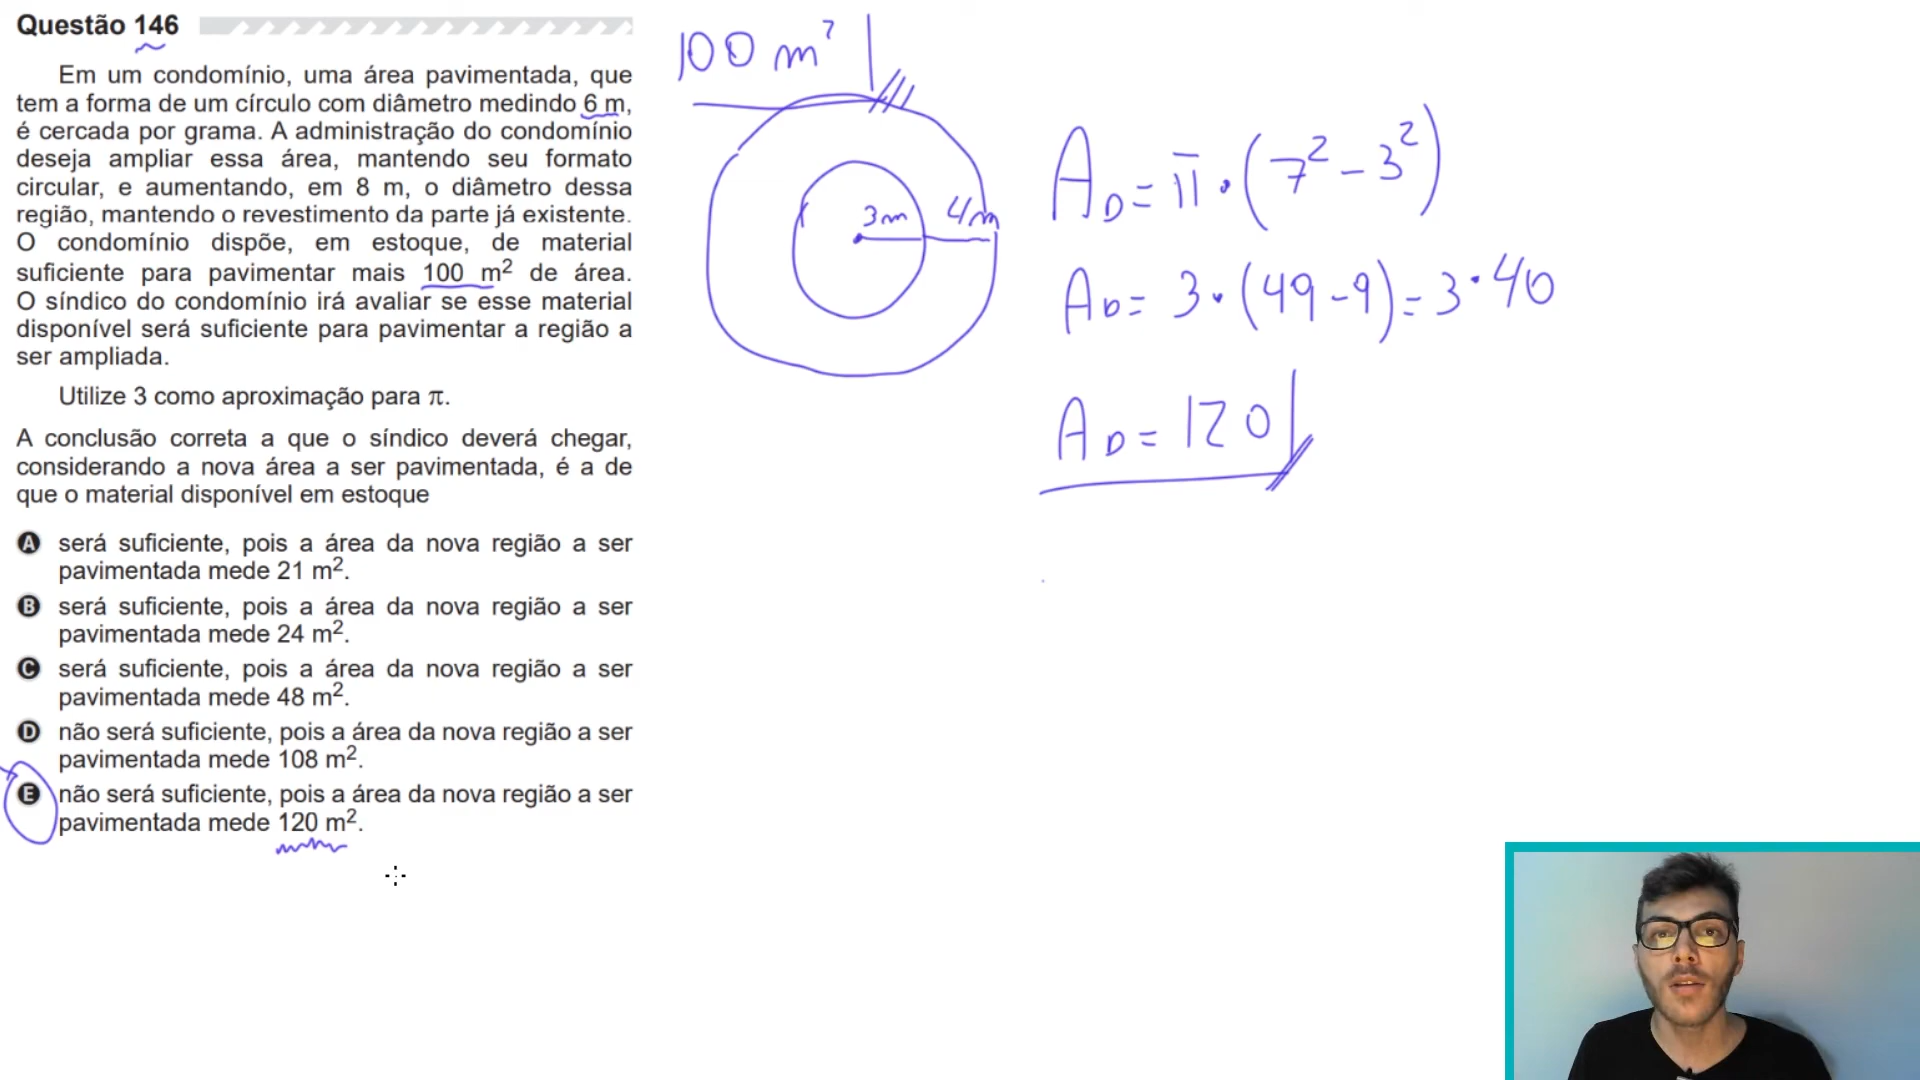 Questão 146
Em um condomínio, uma área pavimentada, que
tem a forma de um círculo com diâmetro medindo 6 m,
é cercada por grama. A administração do condomínio
deseja ampliar essa área, mantendo seu formato
circular, e aumentando, em 8 m, o diâmetro dessa
região, mantendo o revestimento da parte já existente.
O condomínio dispõe, em estoque, de material
suficiente para pavimentar mais 100 m² de área.
O síndico do condomínio irá avaliar se esse material
disponível será suficiente para pavimentar a região a
ser ampliada.
Utilize 3 como aproximação para π.
A conclusão correta a que o síndico deverá chegar,
considerando a nova área a ser pavimentada, é a de
que o material disponível em estoque
A será suficiente, pois a área da nova região a ser
pavimentada mede 21 m².
B será suficiente, pois a área da nova região a ser
pavimentada mede 24 m².
C será suficiente, pois a área da nova região a ser
pavimentada mede 48 m².
D não será suficiente, pois a área da nova região a ser
pavimentada mede 108 m².
E não será suficiente, pois a área da nova região a ser
pavimentada mede 120 m².
100 m²
3m 4m
A_D = π · (7² - 3²)
A_D = 3 · (49 - 9) = 3 · 40
A_D = 120